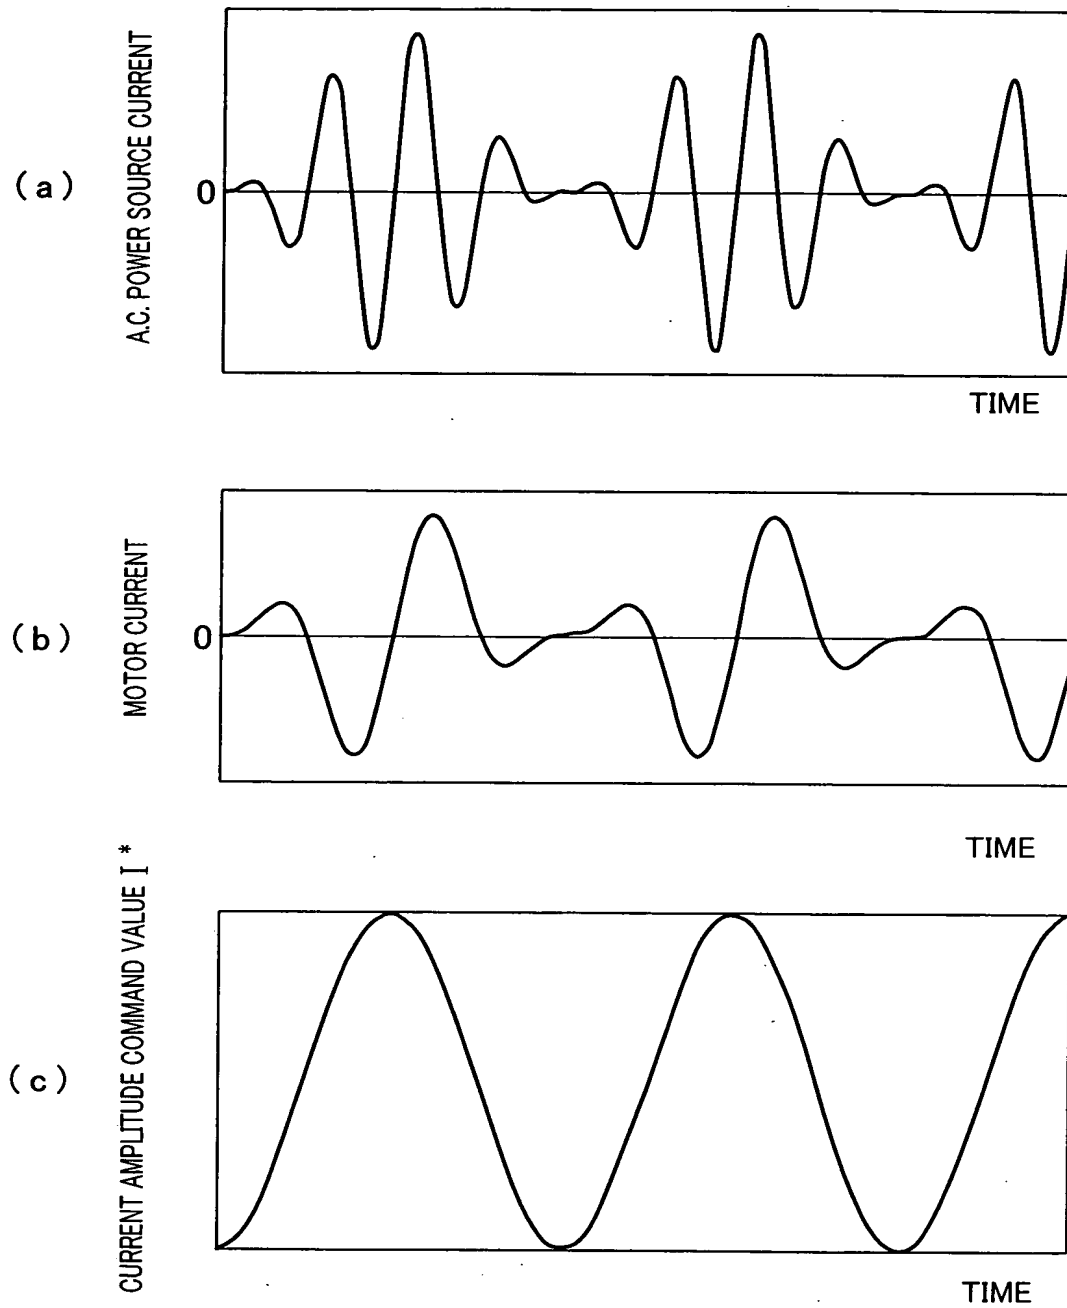 (a)
A.C. POWER SOURCE CURRENT
0
TIME
(b)
MOTOR CURRENT
0
TIME
(c)
CURRENT AMPLITUDE COMMAND VALUE I *
TIME